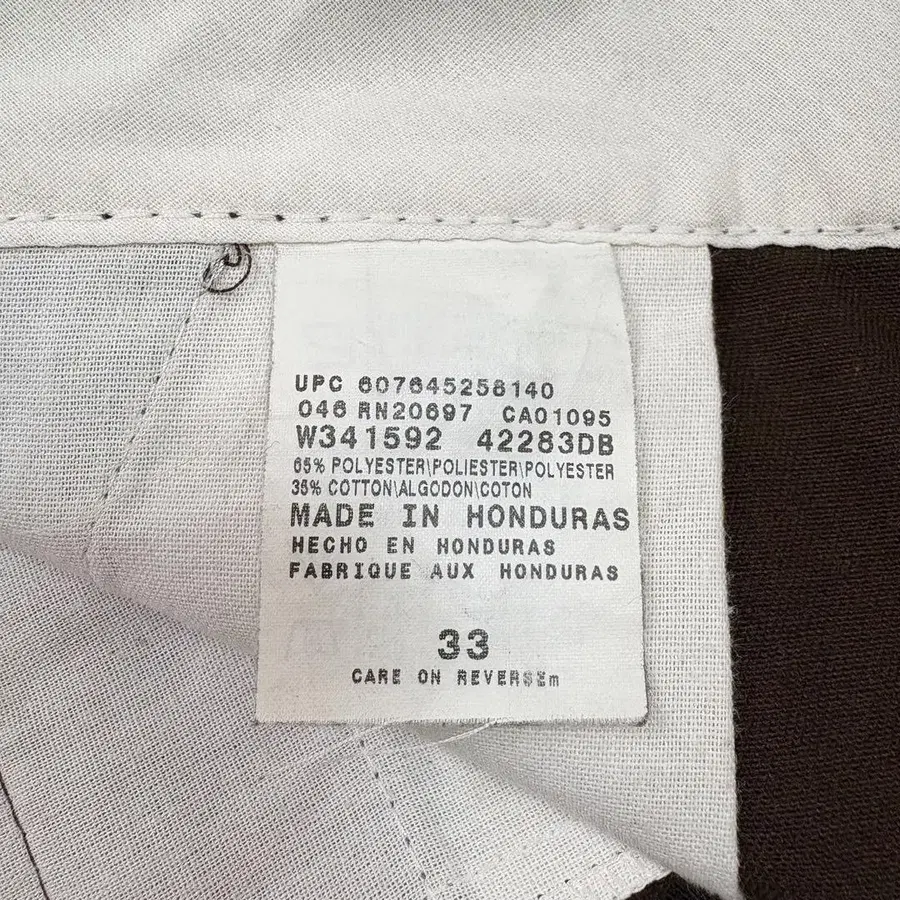 UPC 607645258140
046 RN20697 CA01095
W341592 42283DB
65% POLYESTER\POLIESTER\POLYESTER
35% COTTON\ALGODON\COTON
MADE IN HONDURAS
HECHO EN HONDURAS
FABRIQUE AUX HONDURAS
33
CARE ON REVERSEm